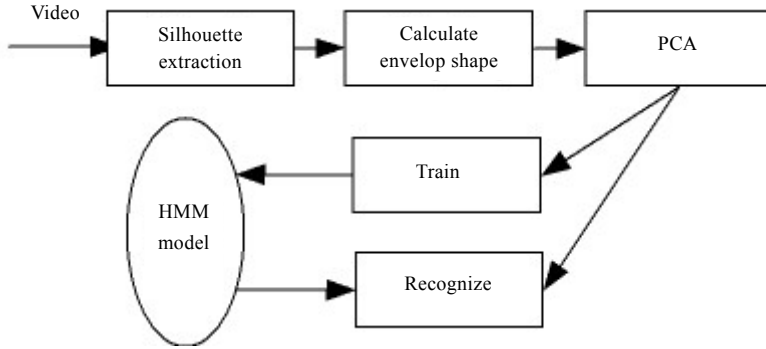 Video
Silhouette
extraction
Calculate
envelop shape
PCA
Train
HMM
model
Recognize